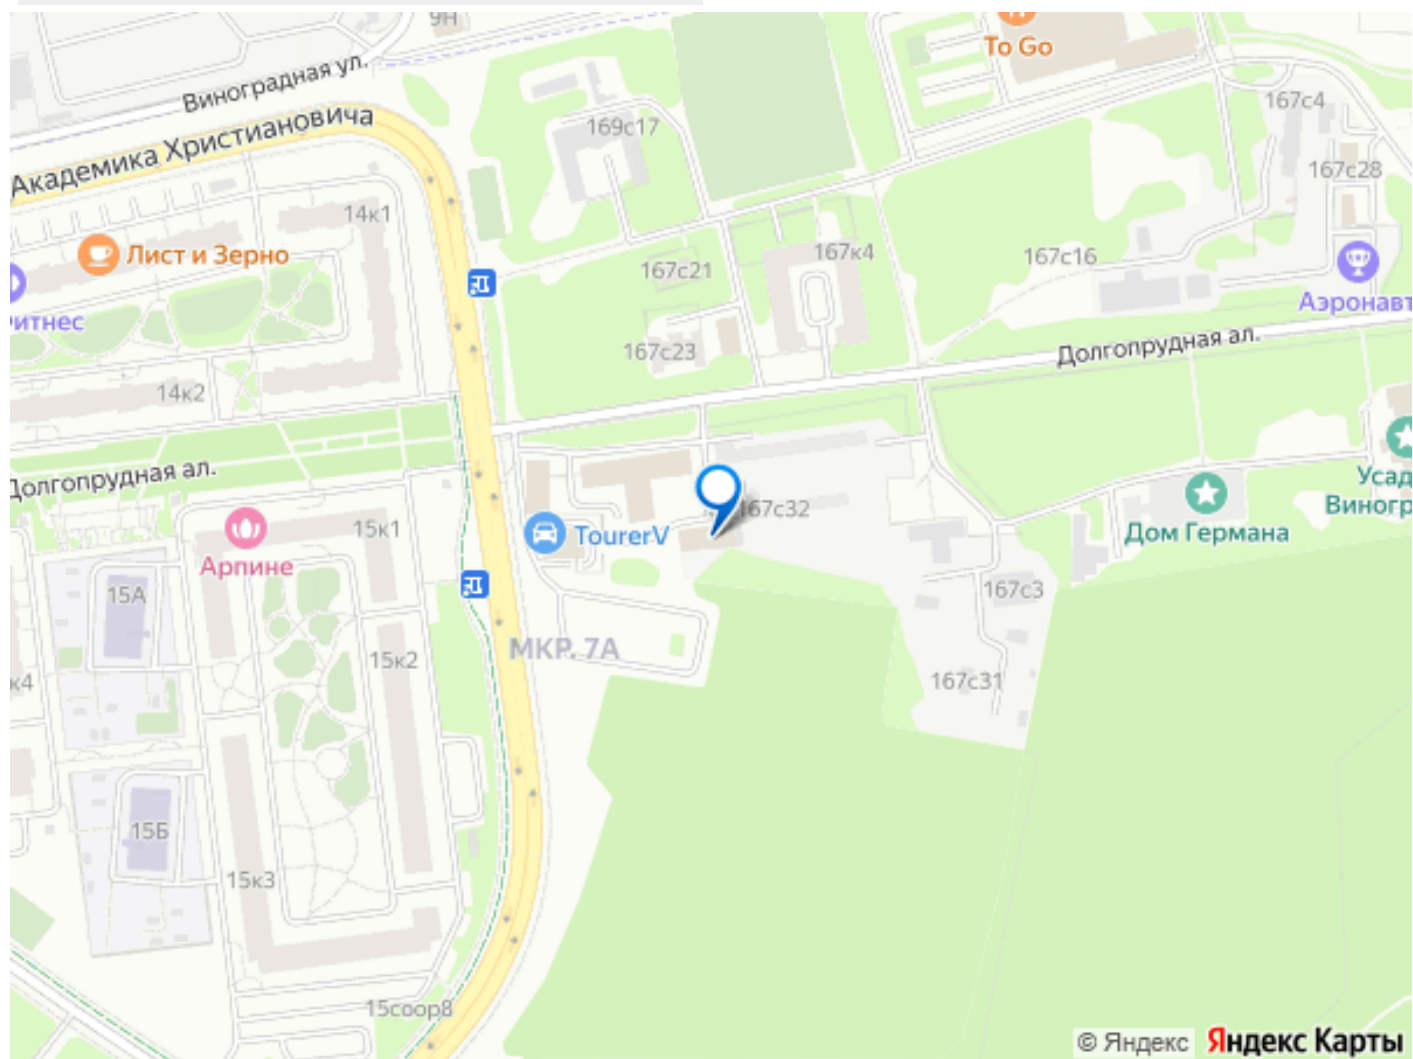 9Н
To Go
Виноградная ул.
Академика Христиановича
167с4
169с17
167с28
14к1
Лист и Зерно
167с21
167к4
167с16
итнес
Аэронавт
167с23
Долгопрудная ал.
14к2
Долгопрудная ал.
Усад
Виногр
15к1
TourerV
167с32
Дом Германа
Арпине
15А
167с3
МКР. 7А
15к2
к4
167с31
15Б
15к3
15соор8
© Яндекс
Яндекс Карты